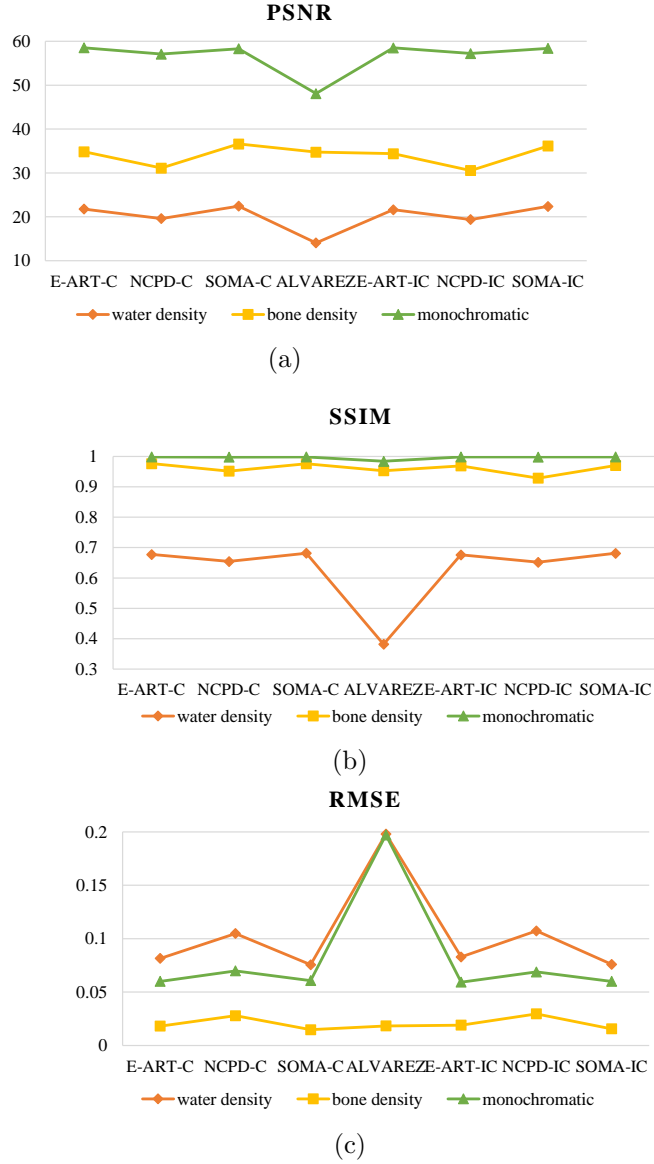 PSNR
60
50
40
30
20
10
E-ART-C NCPD-C SOMA-C ALVAREZ E-ART-IC NCPD-IC SOMA-IC
water density bone density monochromatic
(a)
SSIM
1
0.9
0.8
0.7
0.6
0.5
0.4
0.3
E-ART-C NCPD-C SOMA-C ALVAREZ E-ART-IC NCPD-IC SOMA-IC
water density bone density monochromatic
(b)
RMSE
0.2
0.15
0.1
0.05
0
E-ART-C NCPD-C SOMA-C ALVAREZ E-ART-IC NCPD-IC SOMA-IC
water density bone density monochromatic
(c)